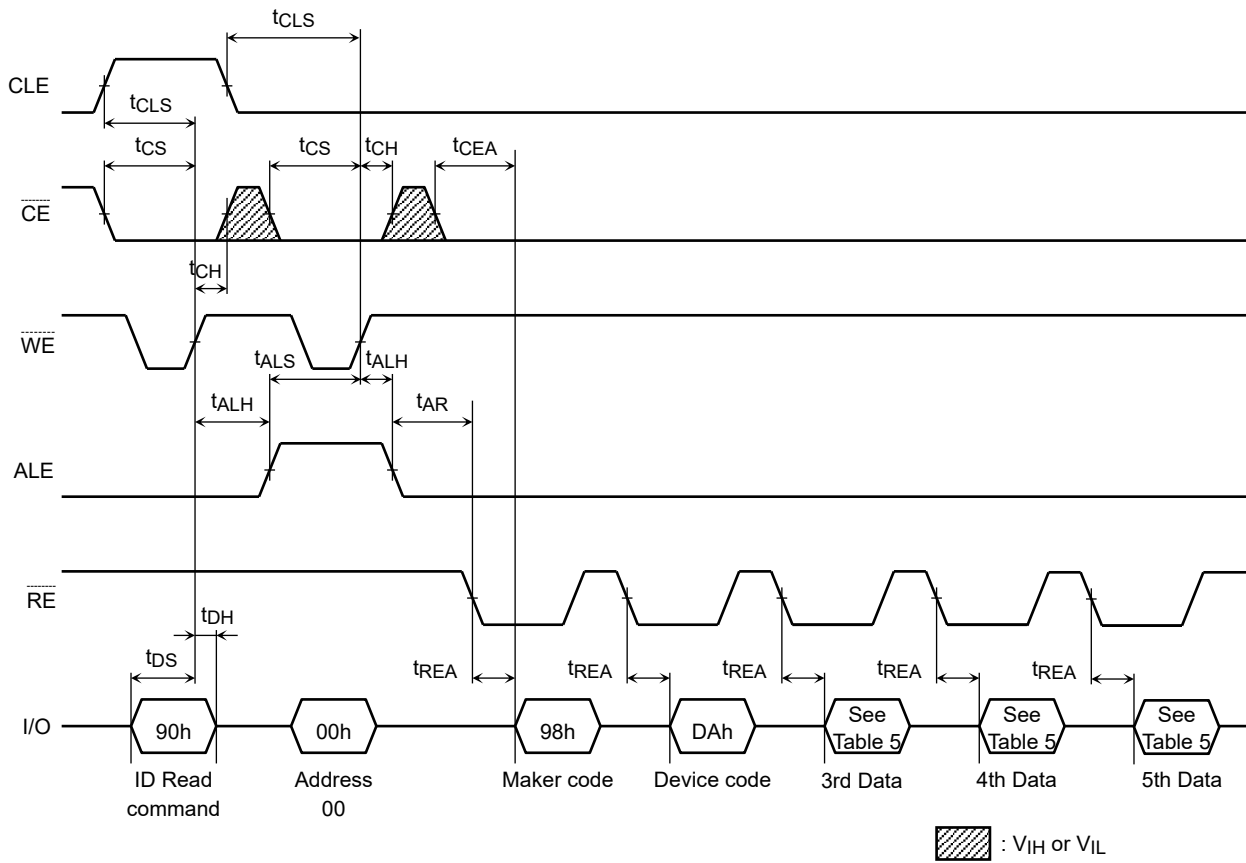 tCLS
CLE
tCLS
tCS tCS tCH tCEA
CE
tCH
WE
tALS tALH
tALH tAR
ALE
RE
tDH
tDS tREA tREA tREA tREA tREA
I/O 90h 00h 98h DAh See Table 5 See Table 5 See Table 5
ID Read command Address 00 Maker code Device code 3rd Data 4th Data 5th Data
: VIH or VIL